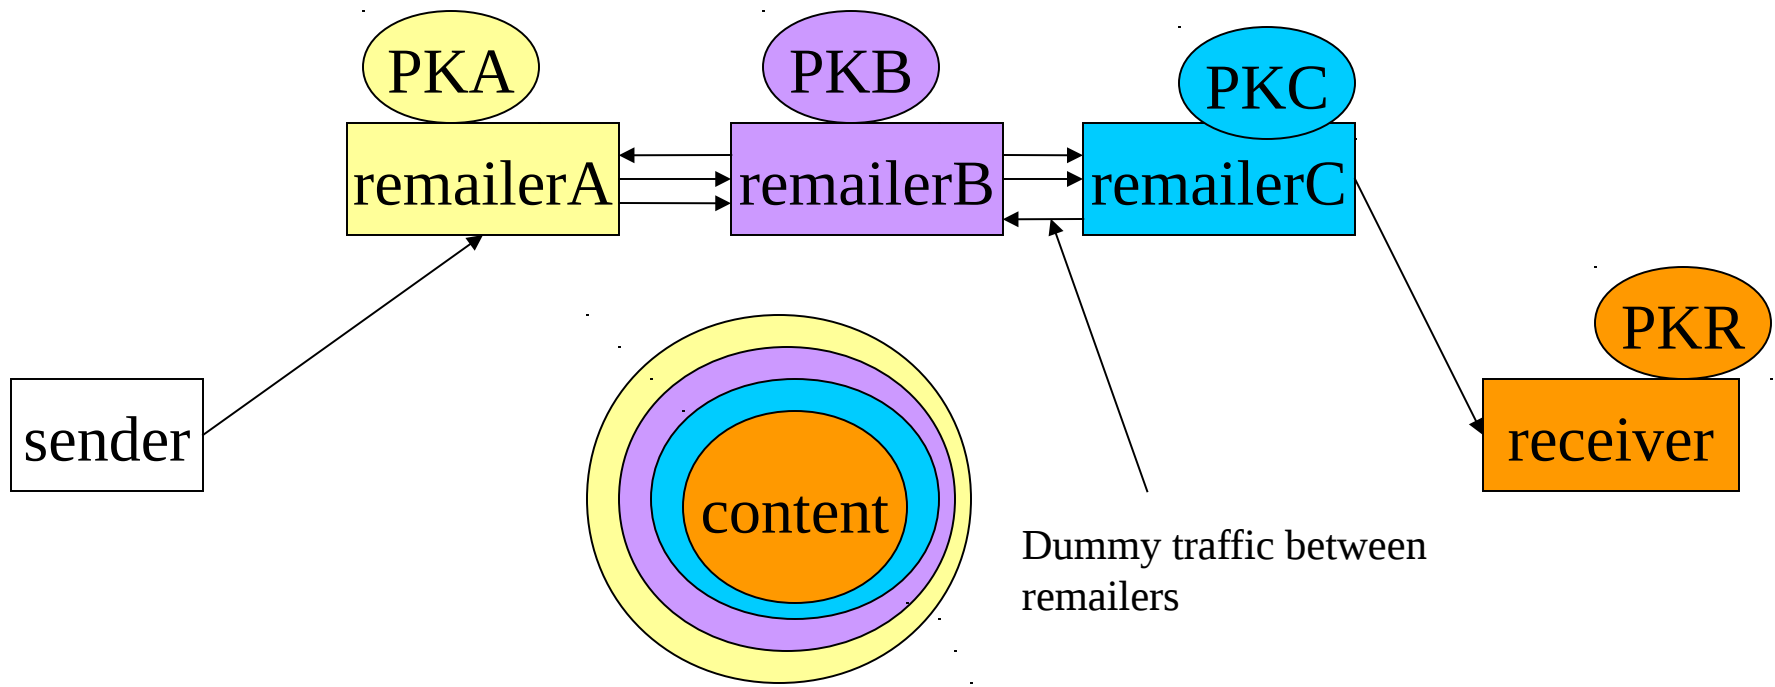 PKA
PKB
PKC
remailerA
remailerB
remailerC
PKR
sender
receiver
content
Dummy traffic between
remailers